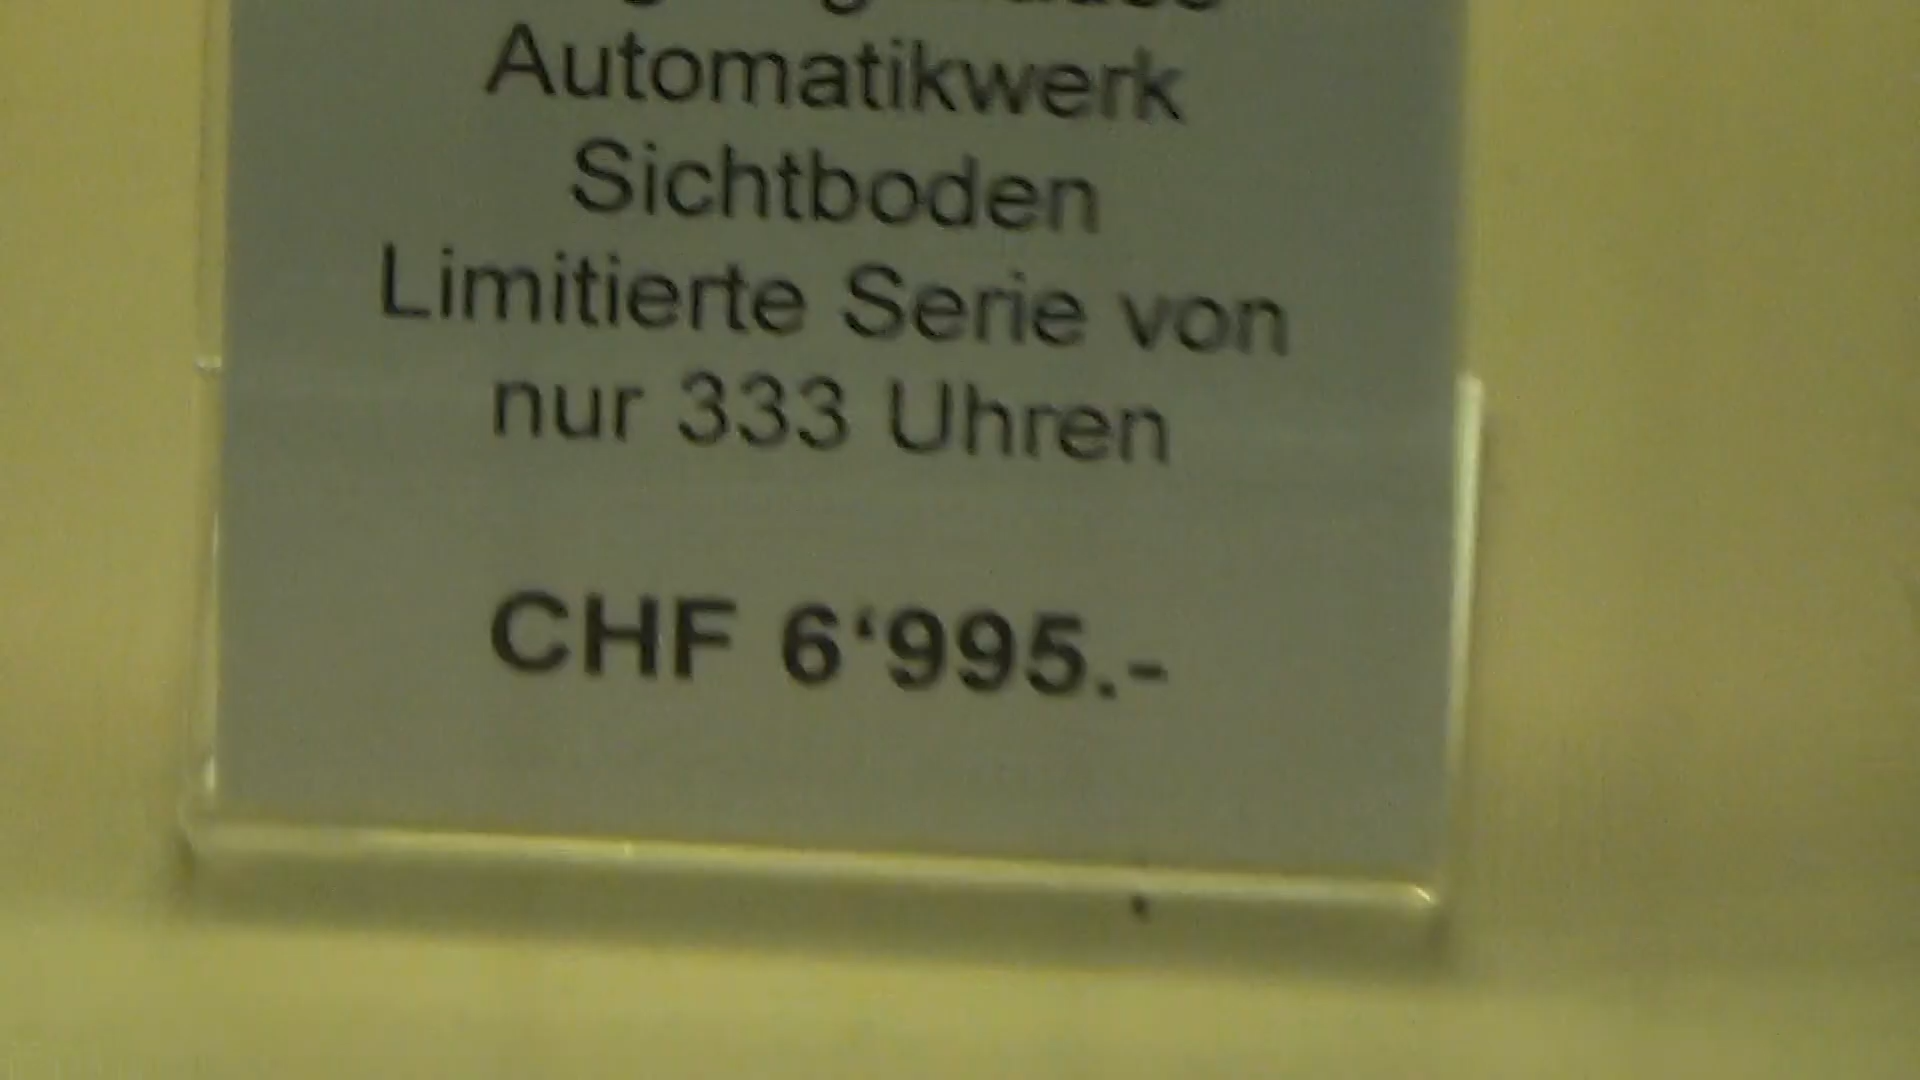 Automatikwerk
Sichtboden
Limitierte Serie von
nur 333 Uhren
CHF 6‘995.-